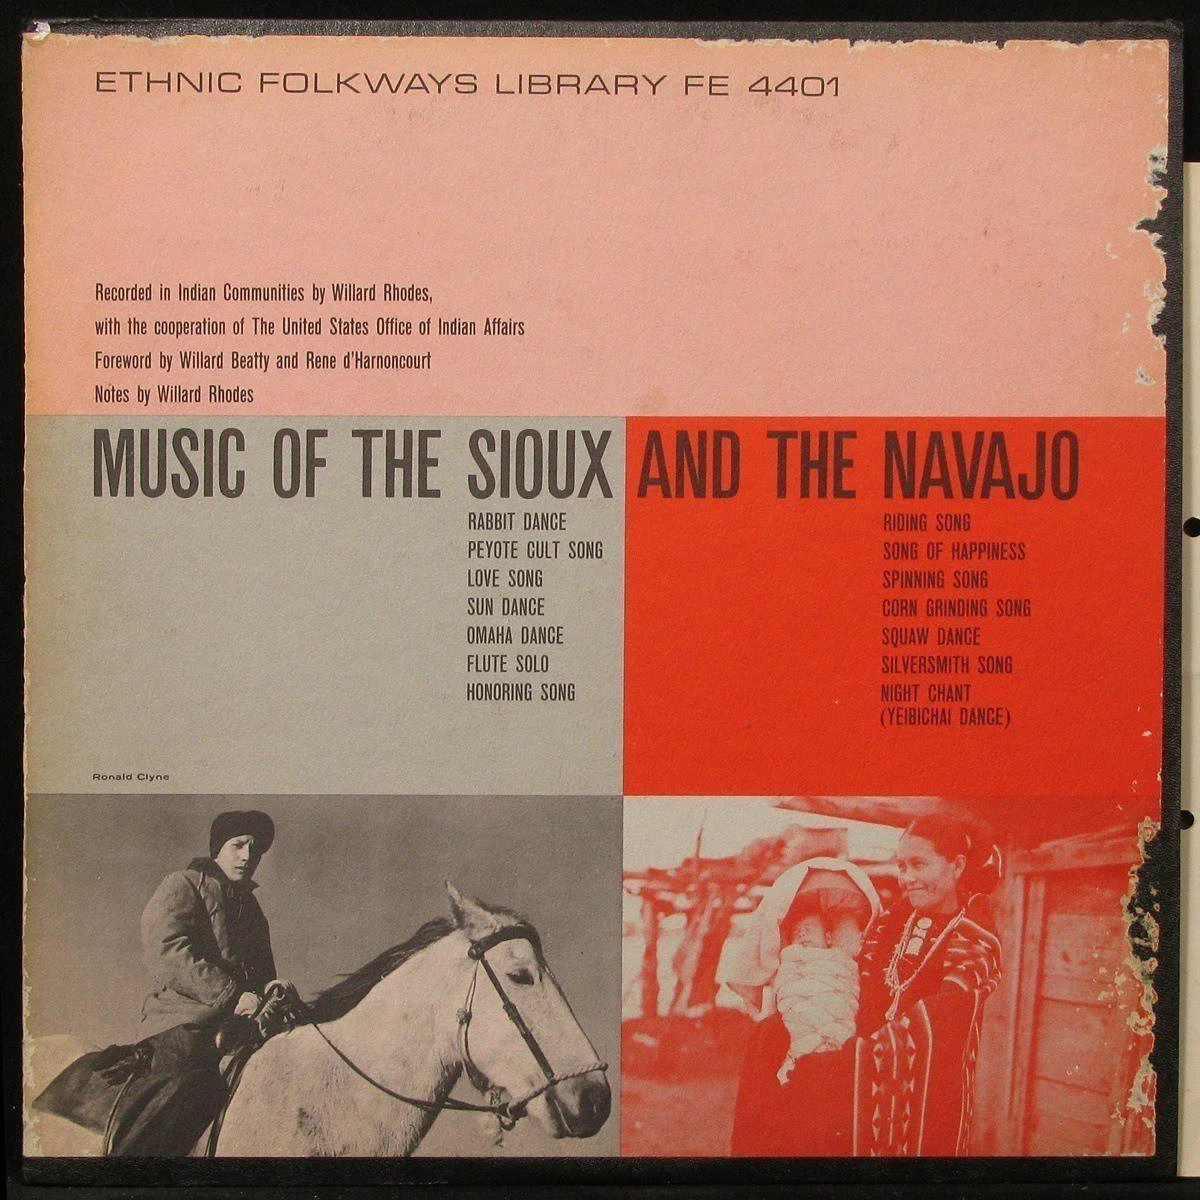 ETHNIC FOLKWAYS LIBRARY FE 4401
Recorded in Indian Communities by Willard Rhodes,
with the cooperation of The United States Office of Indian Affairs
Foreword by Willard Beatty and Rene d'Harnoncourt
Notes by Willard Rhodes
MUSIC OF THE SIOUX AND THE NAVAJO
RABBIT DANCE
PEYOTE CULT SONG
LOVE SONG
SUN DANCE
OMAHA DANCE
FLUTE SOLO
HONORING SONG
RIDING SONG
SONG OF HAPPINESS
SPINNING SONG
CORN GRINDING SONG
SQUAW DANCE
SILVERSMITH SONG
NIGHT CHANT
(YEIBICHAI DANCE)
Ronald Clyne